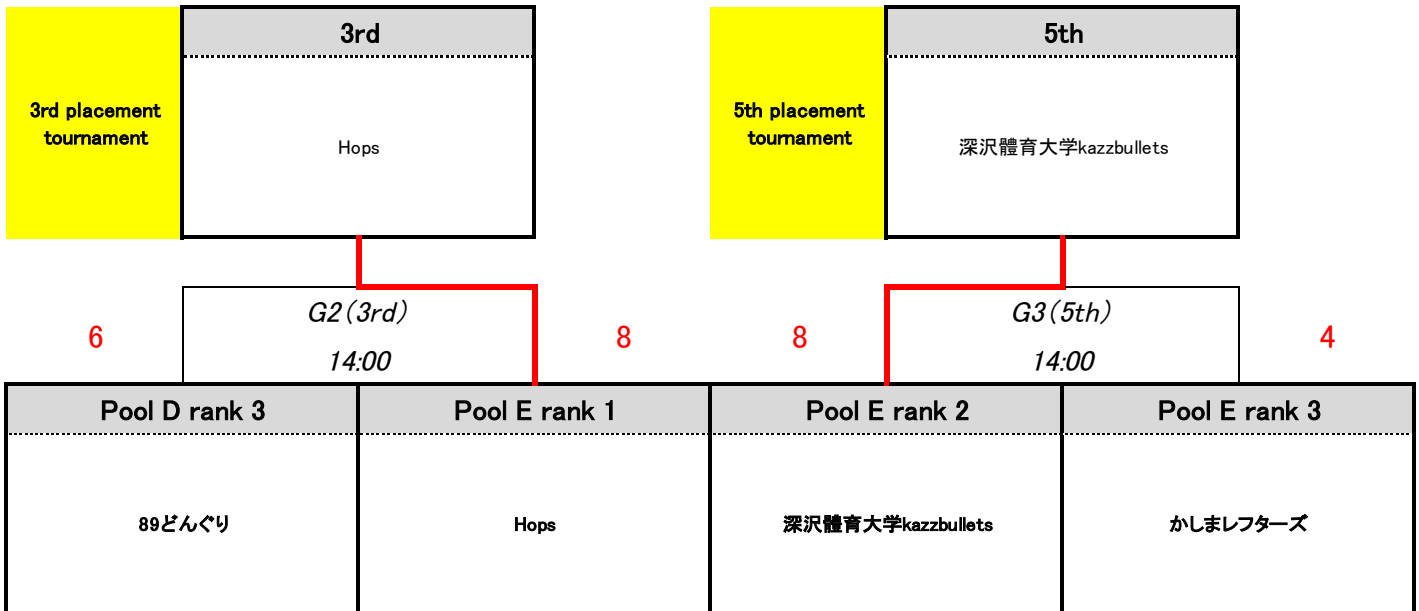 3rd
5th
3rd placement
tournament
Hops
5th placement
tournament
深沢體育大学kazzbullets
G2(3rd)
G3(5th)
6
8
8
4
14:00
14:00
Pool D rank 3
Pool E rank 1
Pool E rank 2
Pool E rank 3
89どんぐり
Hops
深沢體育大学kazzbullets
かしまレフターズ